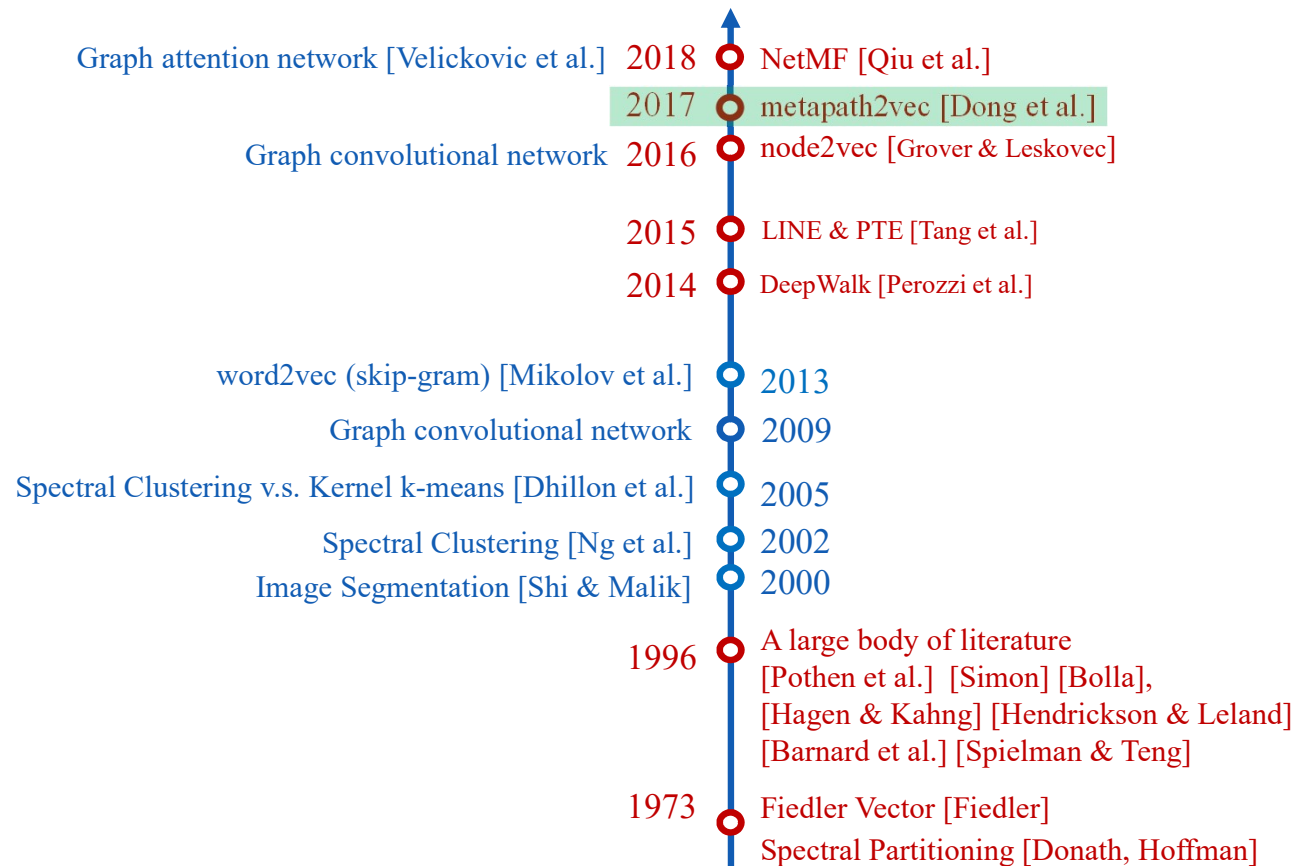 Graph attention network [Velickovic et al.] 2018 NetMF [Qiu et al.]
2017 metapath2vec [Dong et al.]
Graph convolutional network 2016 node2vec [Grover & Leskovec]
2015 LINE & PTE [Tang et al.]
2014 DeepWalk [Perozzi et al.]
word2vec (skip-gram) [Mikolov et al.] 2013
Graph convolutional network 2009
Spectral Clustering v.s. Kernel k-means [Dhillon et al.] 2005
Spectral Clustering [Ng et al.] 2002
Image Segmentation [Shi & Malik] 2000
1996 A large body of literature
[Pothen et al.] [Simon] [Bolla],
[Hagen & Kahng] [Hendrickson & Leland]
[Barnard et al.] [Spielman & Teng]
1973 Fiedler Vector [Fiedler]
Spectral Partitioning [Donath, Hoffman]